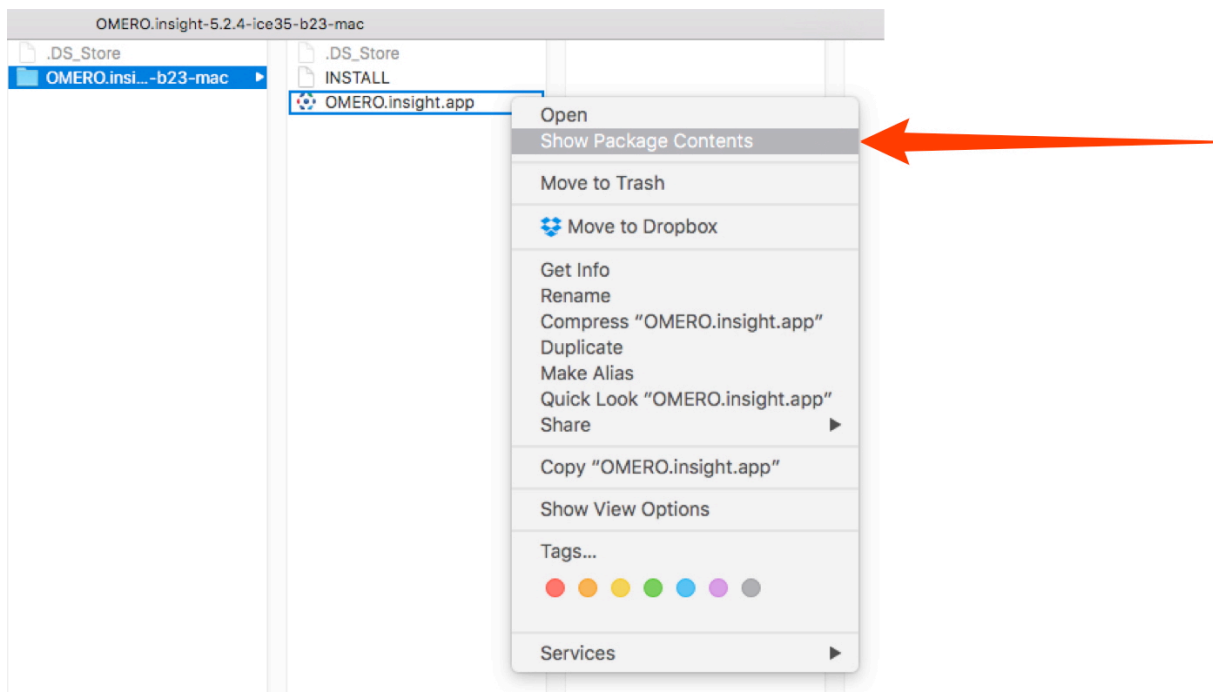 OMERO.insight-5.2.4-ice35-b23-mac
.DS_Store
OMERO.insi...-b23-mac
.DS_Store
INSTALL
OMERO.insight.app
Open
Show Package Contents
Move to Trash
Move to Dropbox
Get Info
Rename
Compress “OMERO.insight.app”
Duplicate
Make Alias
Quick Look “OMERO.insight.app”
Share
Copy “OMERO.insight.app”
Show View Options
Tags...
Services